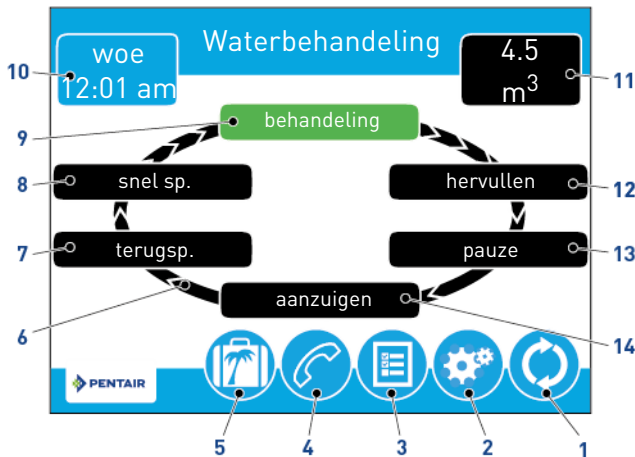 Waterbehandeling
woe
12:01 am
4.5
m³
10
11
behandeling
9
snel sp.
hervullen
8
12
terugsp.
pauze
7
13
aanzuigen
6
14
PENTAIR
5
4
3
2
1